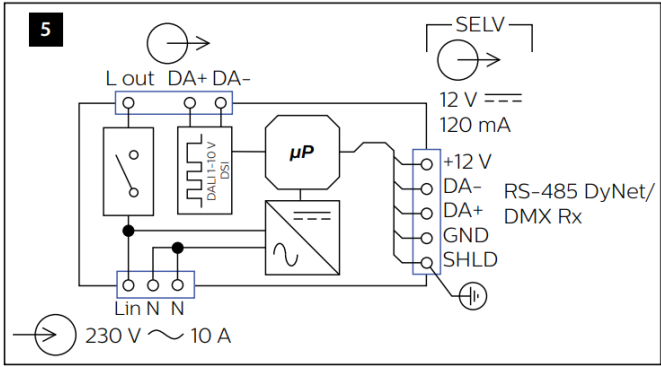 5
SELV
L out DA+ DA-
12 V
120 mA
DALI 1-10 V
DSI
µP
+12 V
DA-
DA+
GND
SHLD
RS-485 DyNet/
DMX Rx
Lin N N
230 V 10 A